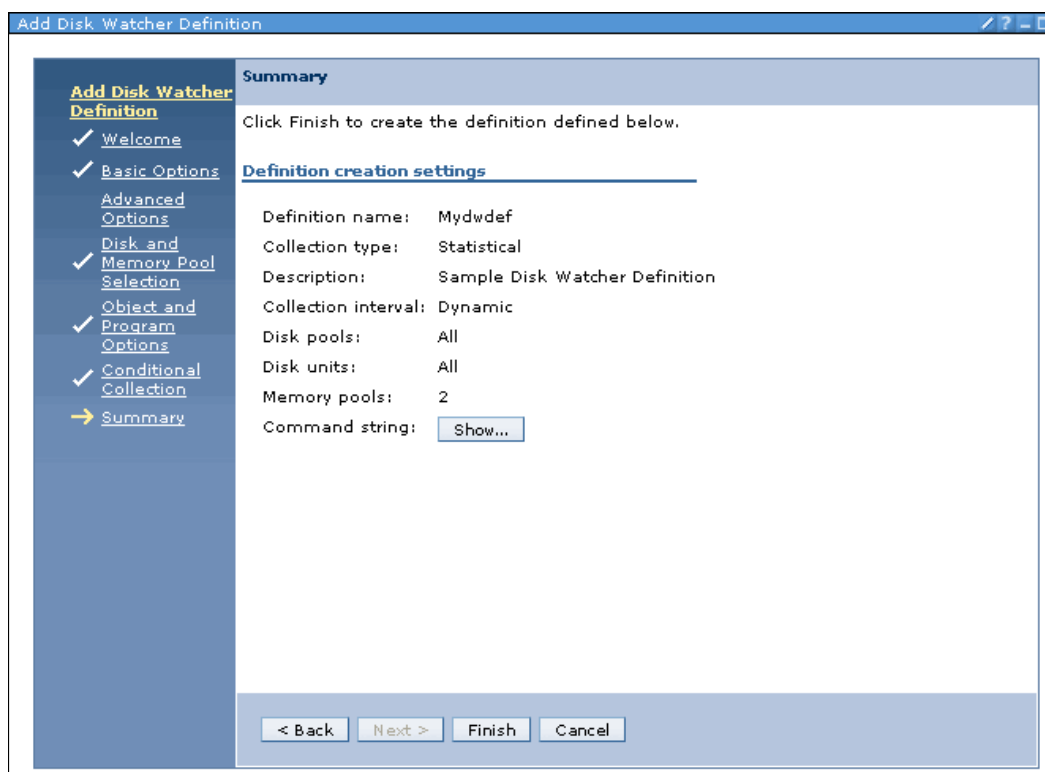 Add Disk Watcher Definition
Add Disk Watcher
Definition
Welcome
Basic Options
Advanced
Options
Disk and
Memory Pool
Selection
Object and
Program
Options
Conditional
Collection
Summary
Summary
Click Finish to create the definition defined below.
Definition creation settings
Definition name: Mydwdef
Collection type: Statistical
Description: Sample Disk Watcher Definition
Collection interval: Dynamic
Disk pools: All
Disk units: All
Memory pools: 2
Command string: Show...
< Back Next > Finish Cancel